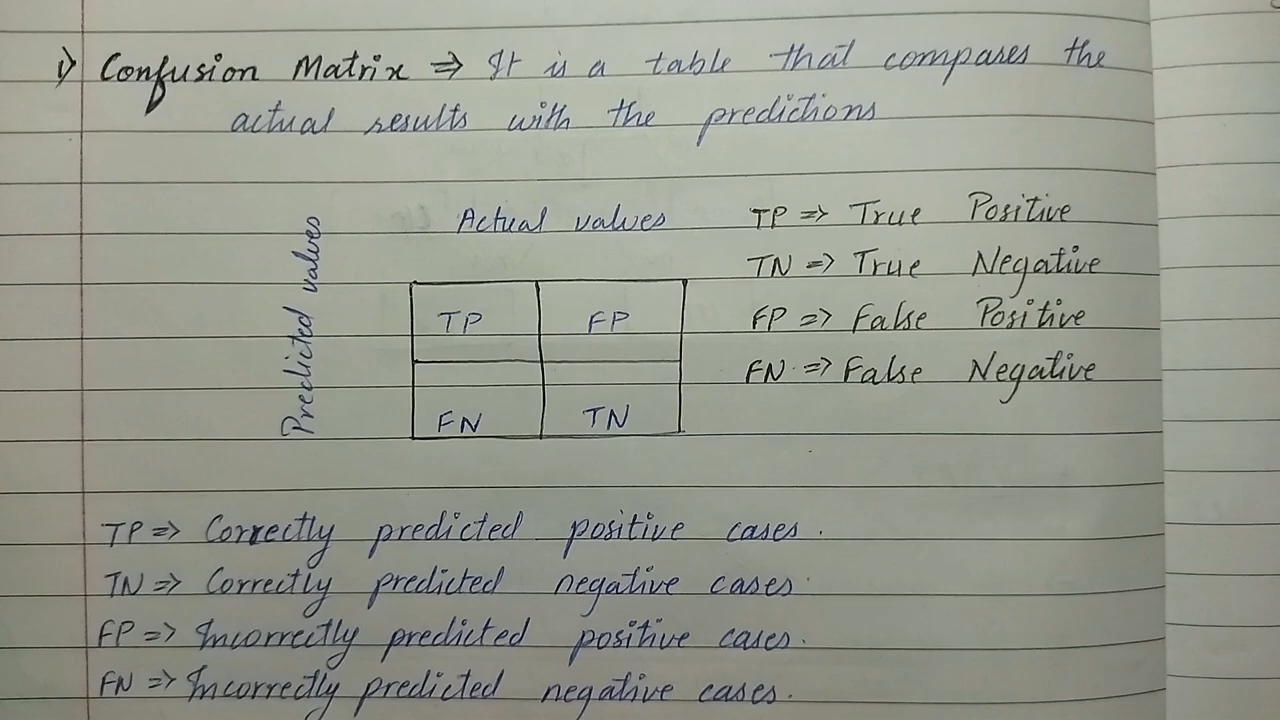 1) Confusion Matrix ⇒ It is a table that compares the
actual results with the predictions
Predicted values
Actual values
TP FP
FN TN
TP => True Positive
TN => True Negative
FP => False Positive
FN => False Negative
TP => Correctly predicted positive cases.
TN => Correctly predicted negative cases.
FP => Incorrectly predicted positive cases.
FN => Incorrectly predicted negative cases.